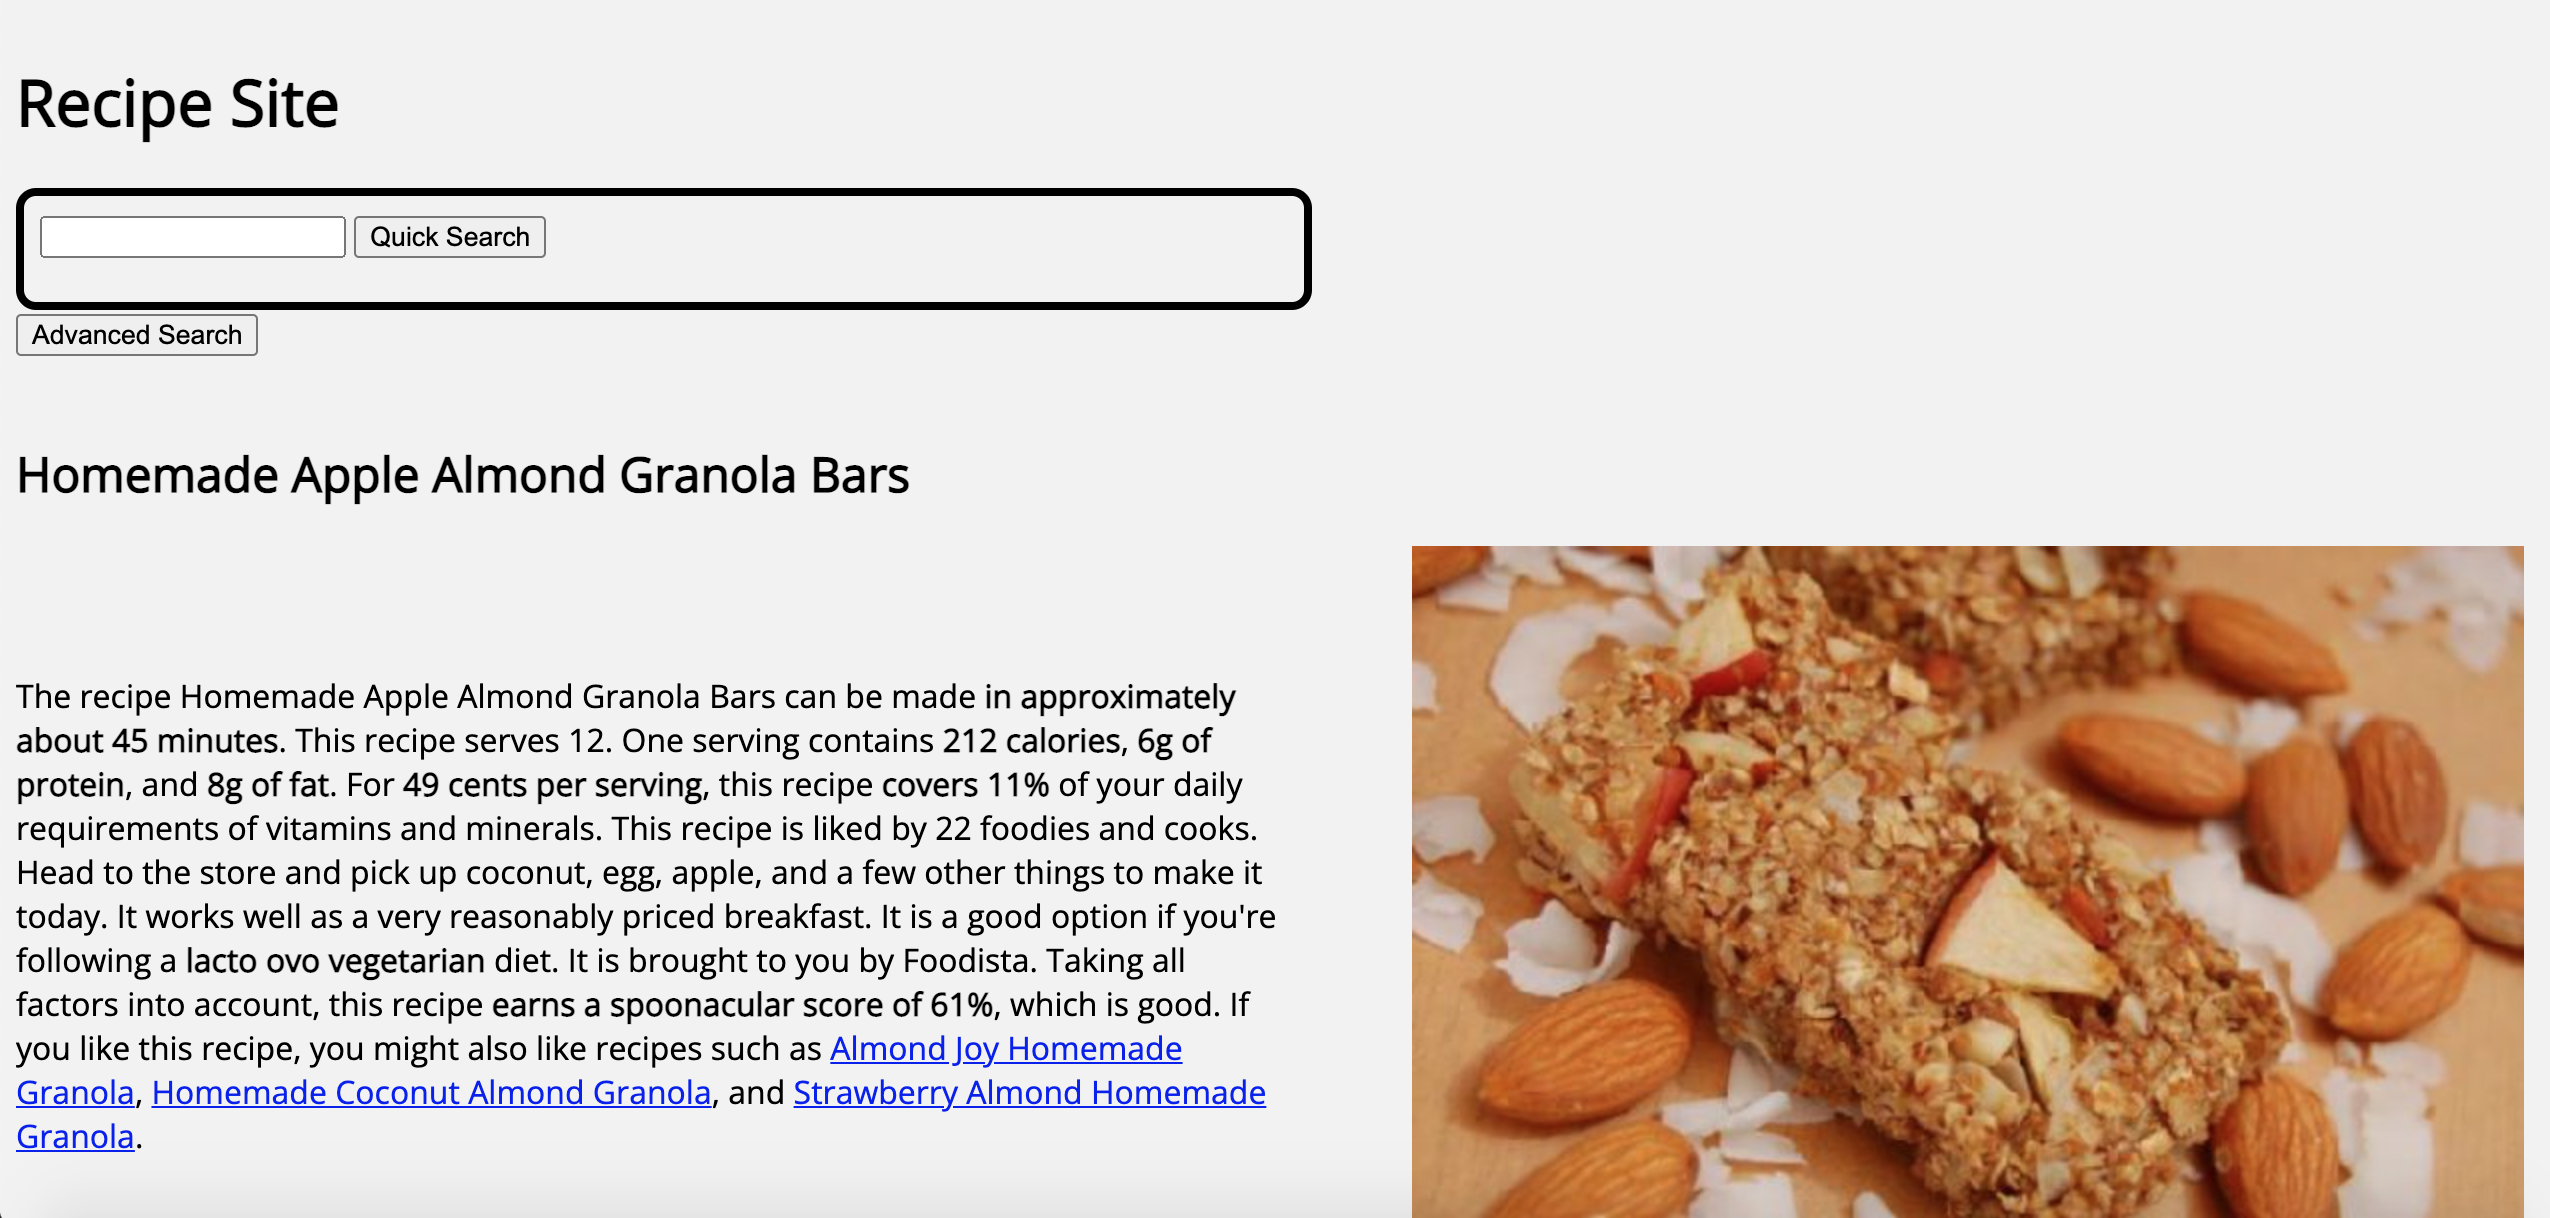 Recipe Site
Quick Search
Advanced Search
Homemade Apple Almond Granola Bars
The recipe Homemade Apple Almond Granola Bars can be made in approximately
about 45 minutes. This recipe serves 12. One serving contains 212 calories, 6g of
protein, and 8g of fat. For 49 cents per serving, this recipe covers 11% of your daily
requirements of vitamins and minerals. This recipe is liked by 22 foodies and cooks.
Head to the store and pick up coconut, egg, apple, and a few other things to make it
today. It works well as a very reasonably priced breakfast. It is a good option if you're
following a lacto ovo vegetarian diet. It is brought to you by Foodista. Taking all
factors into account, this recipe earns a spoonacular score of 61%, which is good. If
you like this recipe, you might also like recipes such as Almond Joy Homemade
Granola, Homemade Coconut Almond Granola, and Strawberry Almond Homemade
Granola.